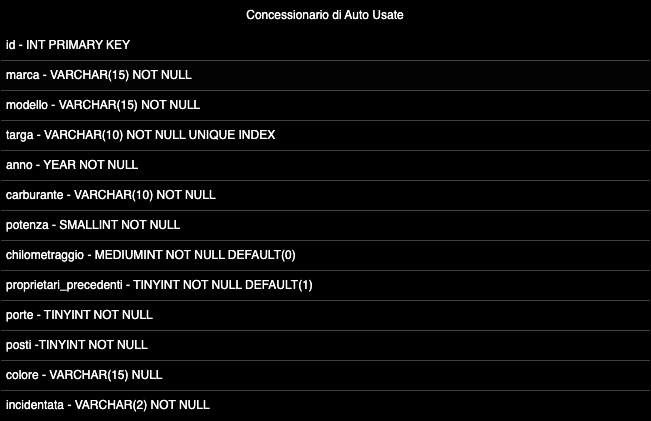 Concessionario di Auto Usate
id - INT PRIMARY KEY
marca - VARCHAR(15) NOT NULL
modello - VARCHAR(15) NOT NULL
targa - VARCHAR(10) NOT NULL UNIQUE INDEX
anno - YEAR NOT NULL
carburante - VARCHAR(10) NOT NULL
potenza - SMALLINT NOT NULL
chilometraggio - MEDIUMINT NOT NULL DEFAULT(0)
proprietari_precedenti - TINYINT NOT NULL DEFAULT(1)
porte - TINYINT NOT NULL
posti -TINYINT NOT NULL
colore - VARCHAR(15) NULL
incidentata - VARCHAR(2) NOT NULL